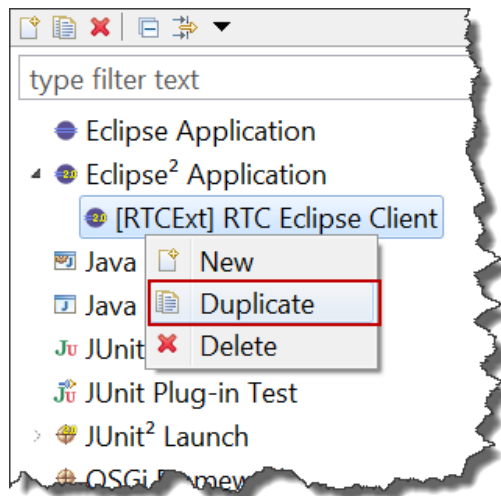 type filter text
Eclipse Application
Eclipse² Application
[RTCExt] RTC Eclipse Client
Java
New
Java
Duplicate
JUnit
Delete
JUnit Plug-in Test
JUnit² Launch
OSGi